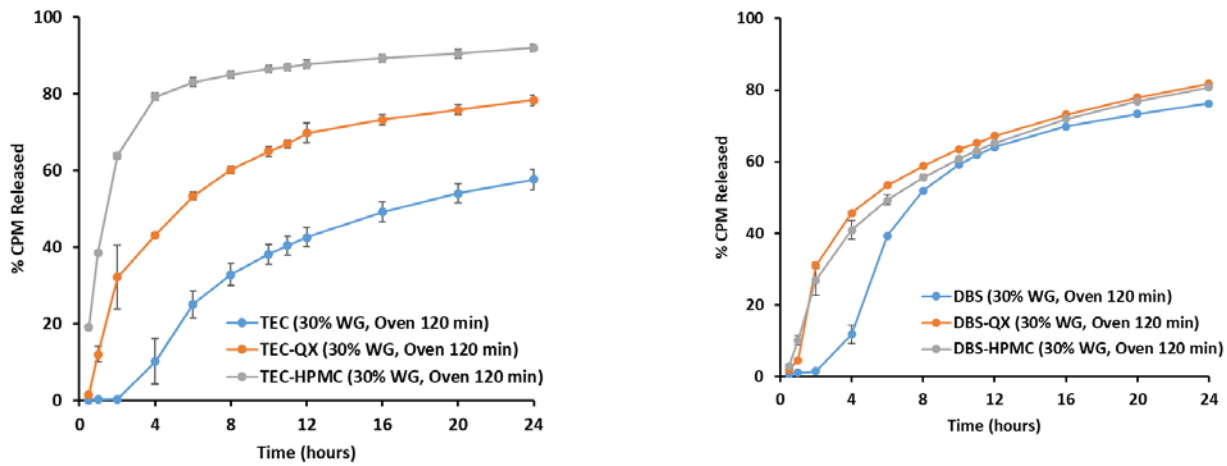 100
80
60
40
20
0
% CPM Released
TEC (30% WG, Oven 120 min)
TEC-QX (30% WG, Oven 120 min)
TEC-HPMC (30% WG, Oven 120 min)
0 4 8 12 16 20 24
Time (hours)
100
80
60
40
20
0
% CPM Released
DBS (30% WG, Oven 120 min)
DBS-QX (30% WG, Oven 120 min)
DBS-HPMC (30% WG, Oven 120 min)
0 4 8 12 16 20 24
Time (hours)